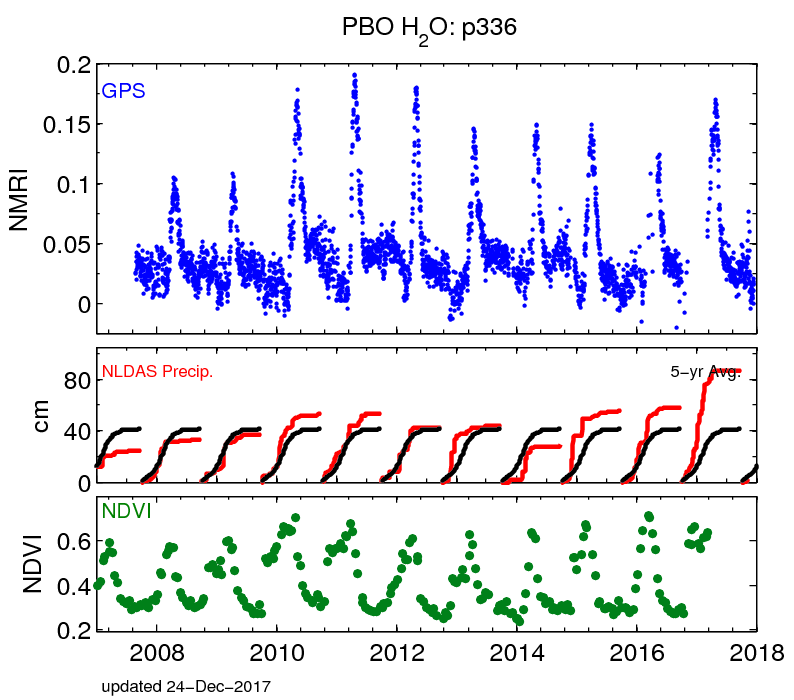 PBO H2O: p336
0.2
GPS
0.15
NMRI
0.1
0.05
0
NLDAS Precip.
5−yr Avg.
80
cm
40
0
NDVI
0.6
NDVI
0.4
0.2
2008 2010 2012 2014 2016 2018
updated 24−Dec−2017